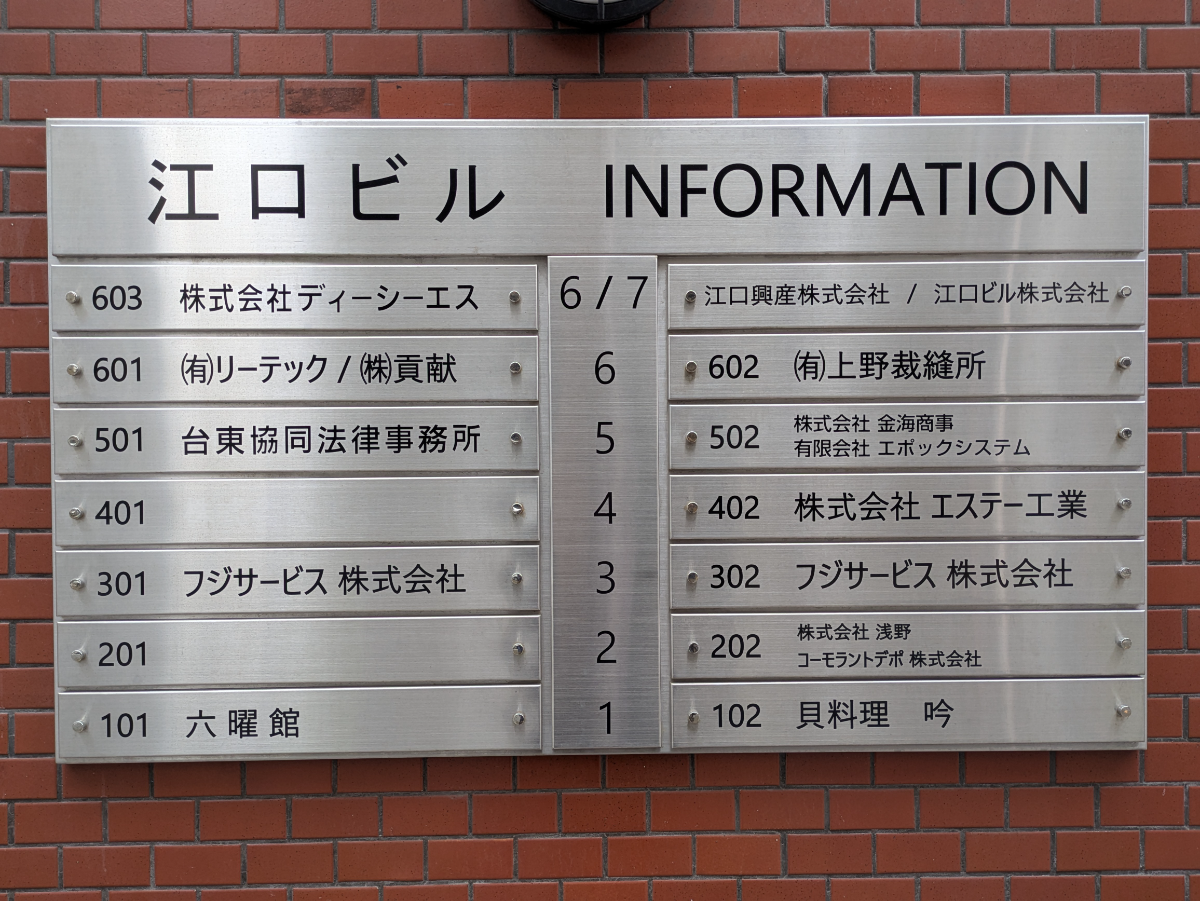 江口ビル INFORMATION
603 株式会社ディーシーエス
6 / 7
江口興産株式会社 / 江口ビル株式会社
601 ㈲リーテック / ㈱貢献
6
602 ㈲上野裁縫所
501 台東協同法律事務所
5
502 株式会社 金海商事
有限会社 エポックシステム
401
4
402 株式会社 エステー工業
301 フジサービス 株式会社
3
302 フジサービス 株式会社
201
2
202 株式会社 浅野
コーモラントデポ 株式会社
101 六曜館
1
102 貝料理 吟